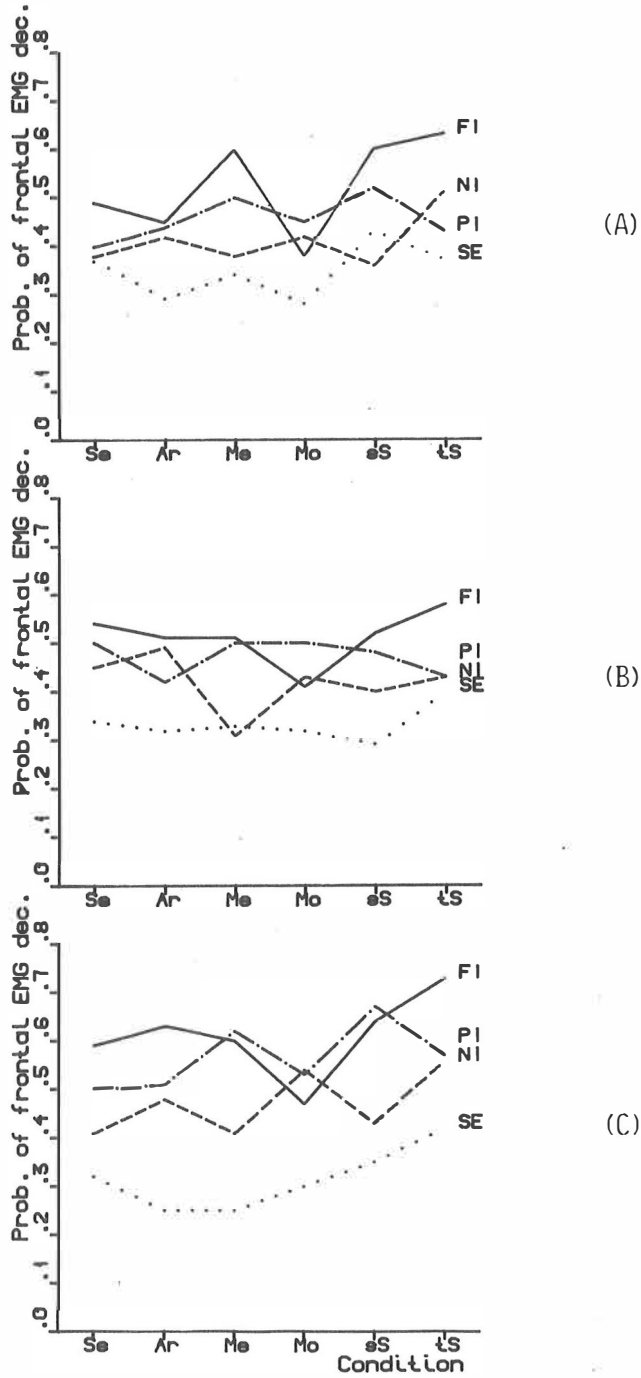 Prob. of frontal EMG dec.
.8
.7
.6
.5
.4
.3
.2
.1
.0
FI
NI
PI
SE
(A)
Se Ar Me Mo sS tS
Prob. of frontal EMG dec.
.8
.7
.6
.5
.4
.3
.2
.1
.0
FI
PI
NI
SE
(B)
Se Ar Me Mo sS tS
Prob. of frontal EMG dec.
.8
.7
.6
.5
.4
.3
.2
.1
.0
FI
PI
NI
SE
(C)
Se Ar Me Mo sS tS
Condition